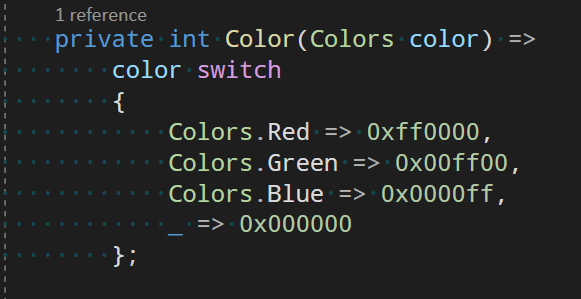 1 reference
private int Color(Colors color) =>
color switch
{
Colors.Red => 0xff0000,
Colors.Green => 0x00ff00,
Colors.Blue => 0x0000ff,
_ => 0x000000
};